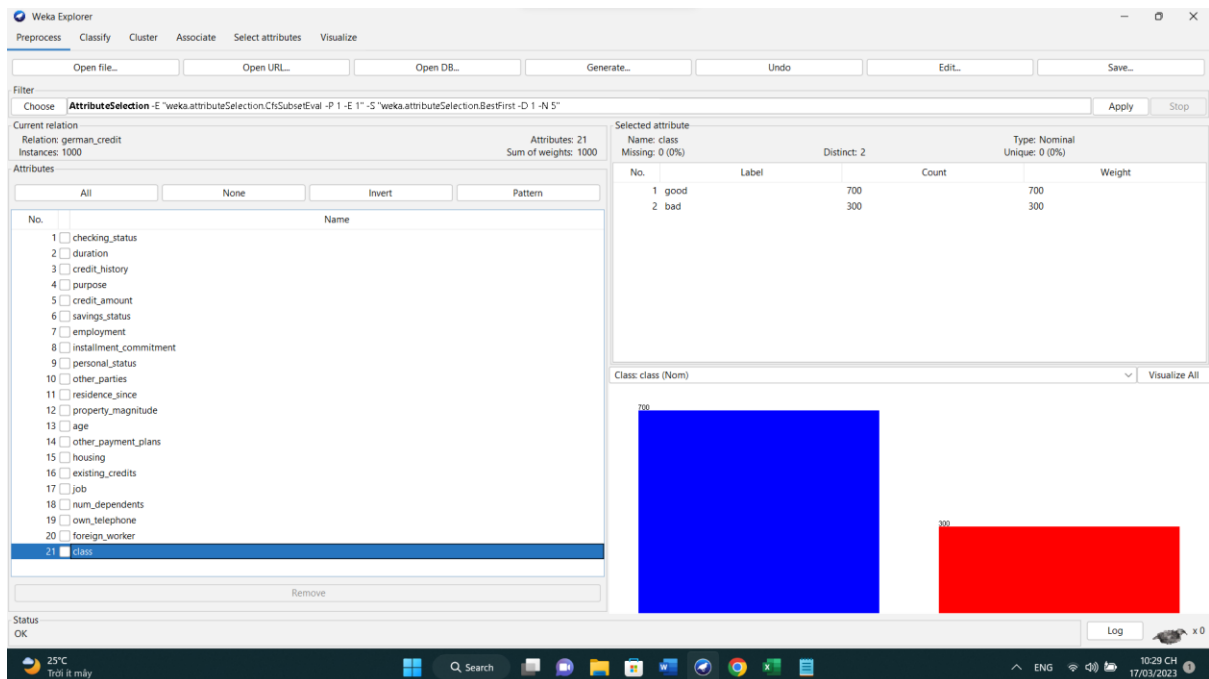 Weka Explorer
Preprocess Classify Cluster Associate Select attributes Visualize
Open file... Open URL... Open DB... Generate... Undo Edit... Save...
Filter
Choose AttributeSelection -E "weka.attributeSelection.CfsSubsetEval -P 1 -E 1" -S "weka.attributeSelection.BestFirst -D 1 -N 5" Apply Stop
Current relation
Relation: german_credit Attributes: 21
Instances: 1000 Sum of weights: 1000
Attributes
All None Invert Pattern
No. Name
1 checking_status
2 duration
3 credit_history
4 purpose
5 credit_amount
6 savings_status
7 employment
8 installment_commitment
9 personal_status
10 other_parties
11 residence_since
12 property_magnitude
13 age
14 other_payment_plans
15 housing
16 existing_credits
17 job
18 num_dependents
19 own_telephone
20 foreign_worker
21 class
Remove
Selected attribute
Name: class Type: Nominal
Missing: 0 (0%) Distinct: 2 Unique: 0 (0%)
No. Label Count Weight
1 good 700 700
2 bad 300 300
Class: class (Nom) Visualize All
700
300
Status
OK
Log x 0
25°C
Trời ít mây
Search
ENG
10:29 CH
17/03/2023
1